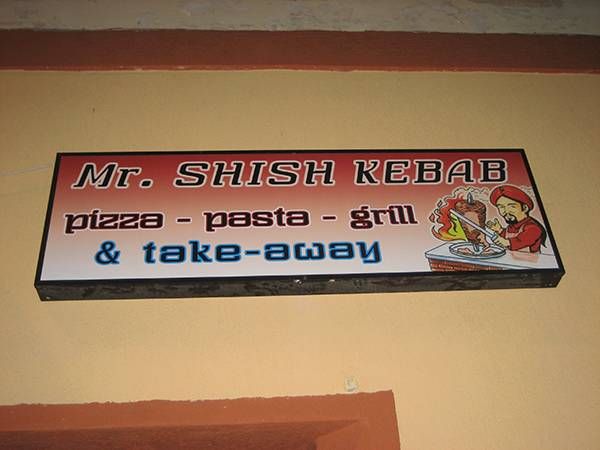 Mr. SHISH KEBAB
pizza - pasta - grill
& take-away